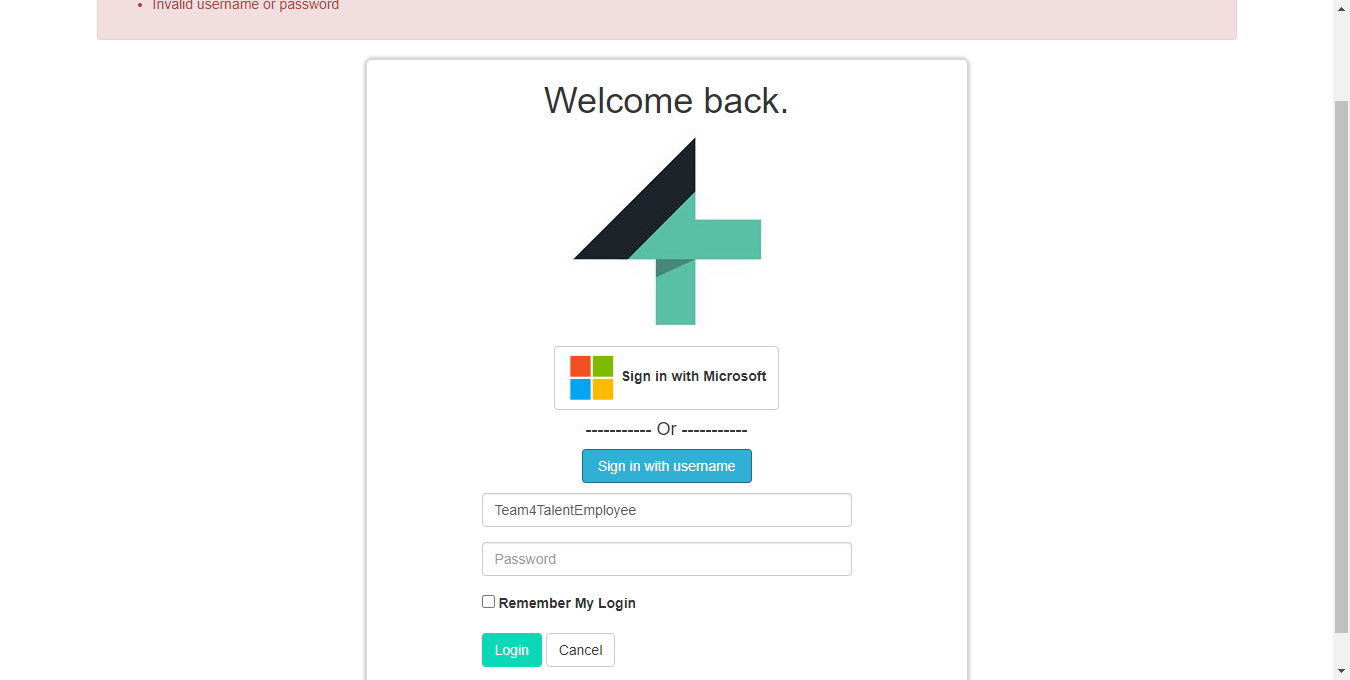 Invalid username or password
Welcome back.
Sign in with Microsoft
----------- Or -----------
Sign in with username
Team4TalentEmployee
Password
Remember My Login
Login Cancel